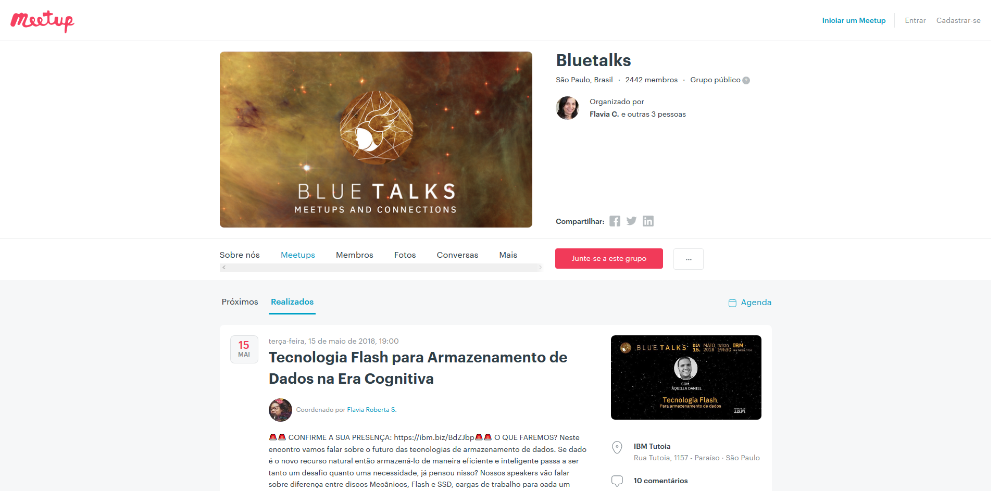 meetup
Iniciar um Meetup
Entrar
Cadastrar-se
BLUE TALKS
MEETUPS AND CONNECTIONS
Bluetalks
São Paulo, Brasil · 2442 membros · Grupo público ?
Organizado por
Flavia C. e outras 3 pessoas
Compartilhar:
Sobre nós
Meetups
Membros
Fotos
Conversas
Mais
Junte-se a este grupo
...
Próximos
Realizados
Agenda
15
MAI
terça-feira, 15 de maio de 2018, 19:00
Tecnologia Flash para Armazenamento de
Dados na Era Cognitiva
Coordenado por Flavia Roberta S.
🚨🚨 CONFIRME A SUA PRESENÇA: https://ibm.biz/BdZJbp🚨🚨 O QUE FAREMOS? Neste
encontro vamos falar sobre o futuro das tecnologias de armazenamento de dados. Se dado
é o novo recurso natural então armazená-lo de maneira eficiente e inteligente passa a ser
tanto um desafio quanto uma necessidade, já pensou nisso? Nossos speakers vão falar
sobre diferença entre discos Mecânicos, Flash e SSD, cargas de trabalho para cada um
BLUE TALKS
DIA 15.
MAIO 2018
INÍCIO 19h30
IBM
Rua Tutoia, 1157
COM
ÁQUILLA DANIEL
Tecnologia Flash
Para armazenamento de dados
IBM
IBM Tutoia
Rua Tutoia, 1157 - Paraíso · São Paulo
10 comentários